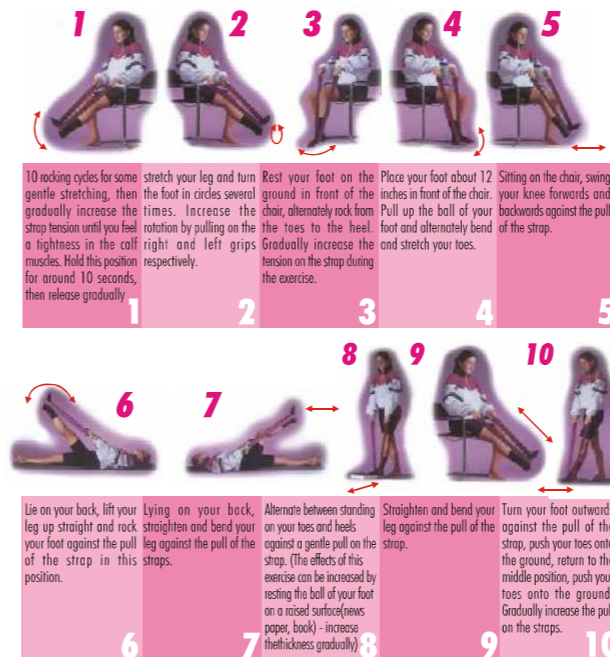 1 2 3 4 5
10 rocking cycles for some
gentle stretching, then
gradually increase the
strap tension until you feel
a tightness in the calf
muscles. Hold this position
for around 10 seconds,
then release gradually
1
stretch your leg and turn
the foot in circles several
times. Increase the
rotation by pulling on the
right and left grips
respectively.
2
Rest your foot on the
ground in front of the
chair, alternately rock from
the toes to the heel.
Gradually increase the
tension on the strap during
the exercise.
3
Place your foot about 12
inches in front of the chair.
Pull up the ball of your
foot and alternately bend
and stretch your toes.
4
Sitting on the chair, swing
your knee forwards and
backwards against the pull
of the strap.
5
6 7 8 9 10
Lie on your back, lift your
leg up straight and rock
your foot against the pull
of the strap in this
position.
6
Lying on your back,
straighten and bend your
leg against the pull of the
straps.
7
Alternate between standing
on your toes and heels
against a gentle pull on the
strap. (The effects of this
exercise can be increased by
resting the ball of your foot
on a raised surface(news
paper, book) - increase
thethickness gradually)
8
Straighten and bend your
leg against the pull of the
strap.
9
Turn your foot outward
against the pull of the
strap, push your toes onto
the ground, return to the
middle position, push you
toes onto the ground
Gradually increase the pul
on the straps.
10